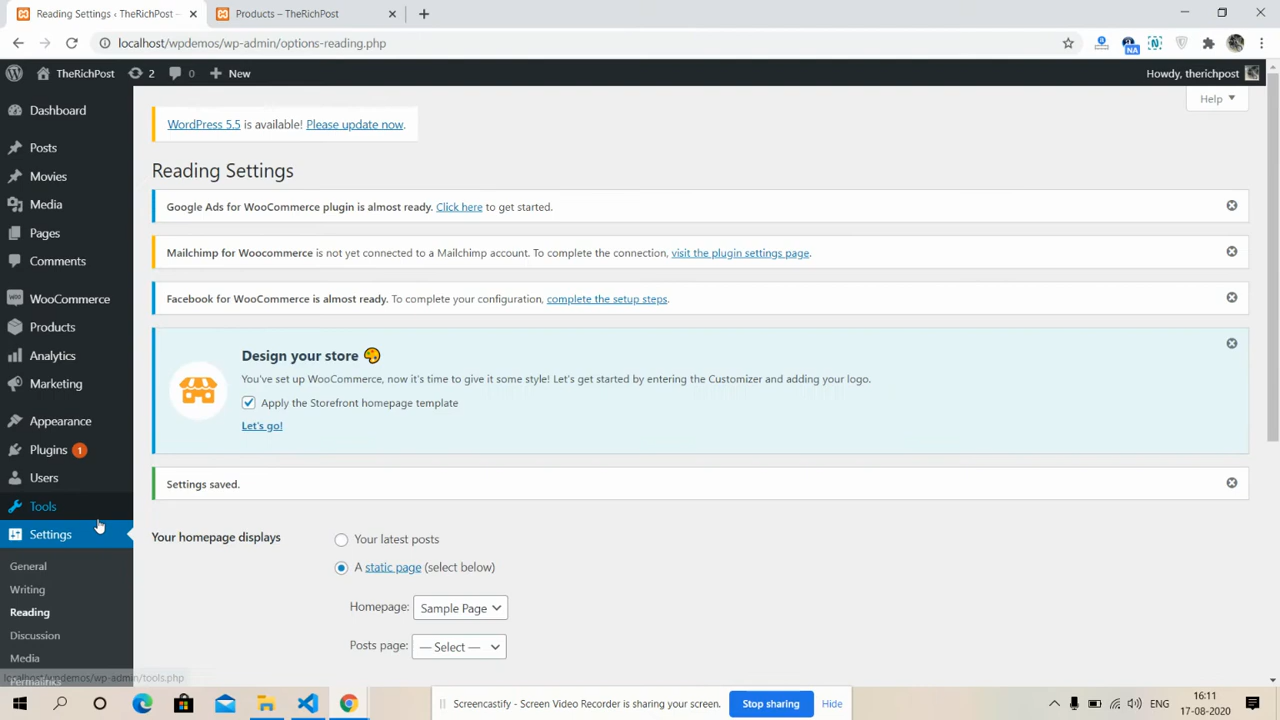 Reading Settings ‹ TheRichPost —
Products – TheRichPost
localhost/wpdemos/wp-admin/options-reading.php
NA
N
TheRichPost
2
0
New
Howdy, therichpost
Help
Dashboard
Posts
Movies
Media
Pages
Comments
WooCommerce
Products
Analytics
Marketing
Appearance
Plugins 1
Users
Tools
Settings
General
Writing
Reading
Discussion
Media
Permalinks
WordPress 5.5 is available! Please update now.
Reading Settings
Google Ads for WooCommerce plugin is almost ready. Click here to get started.
Mailchimp for Woocommerce is not yet connected to a Mailchimp account. To complete the connection, visit the plugin settings page.
Facebook for WooCommerce is almost ready. To complete your configuration, complete the setup steps.
Design your store
You've set up WooCommerce, now it's time to give it some style! Let's get started by entering the Customizer and adding your logo.
Apply the Storefront homepage template
Let's go!
Settings saved.
Your homepage displays
Your latest posts
A static page (select below)
Homepage: Sample Page
Posts page: — Select —
localhost/wpdemos/wp-admin/tools.php
Screencastify - Screen Video Recorder is sharing your screen.
Stop sharing
Hide
ENG
16:11
17-08-2020